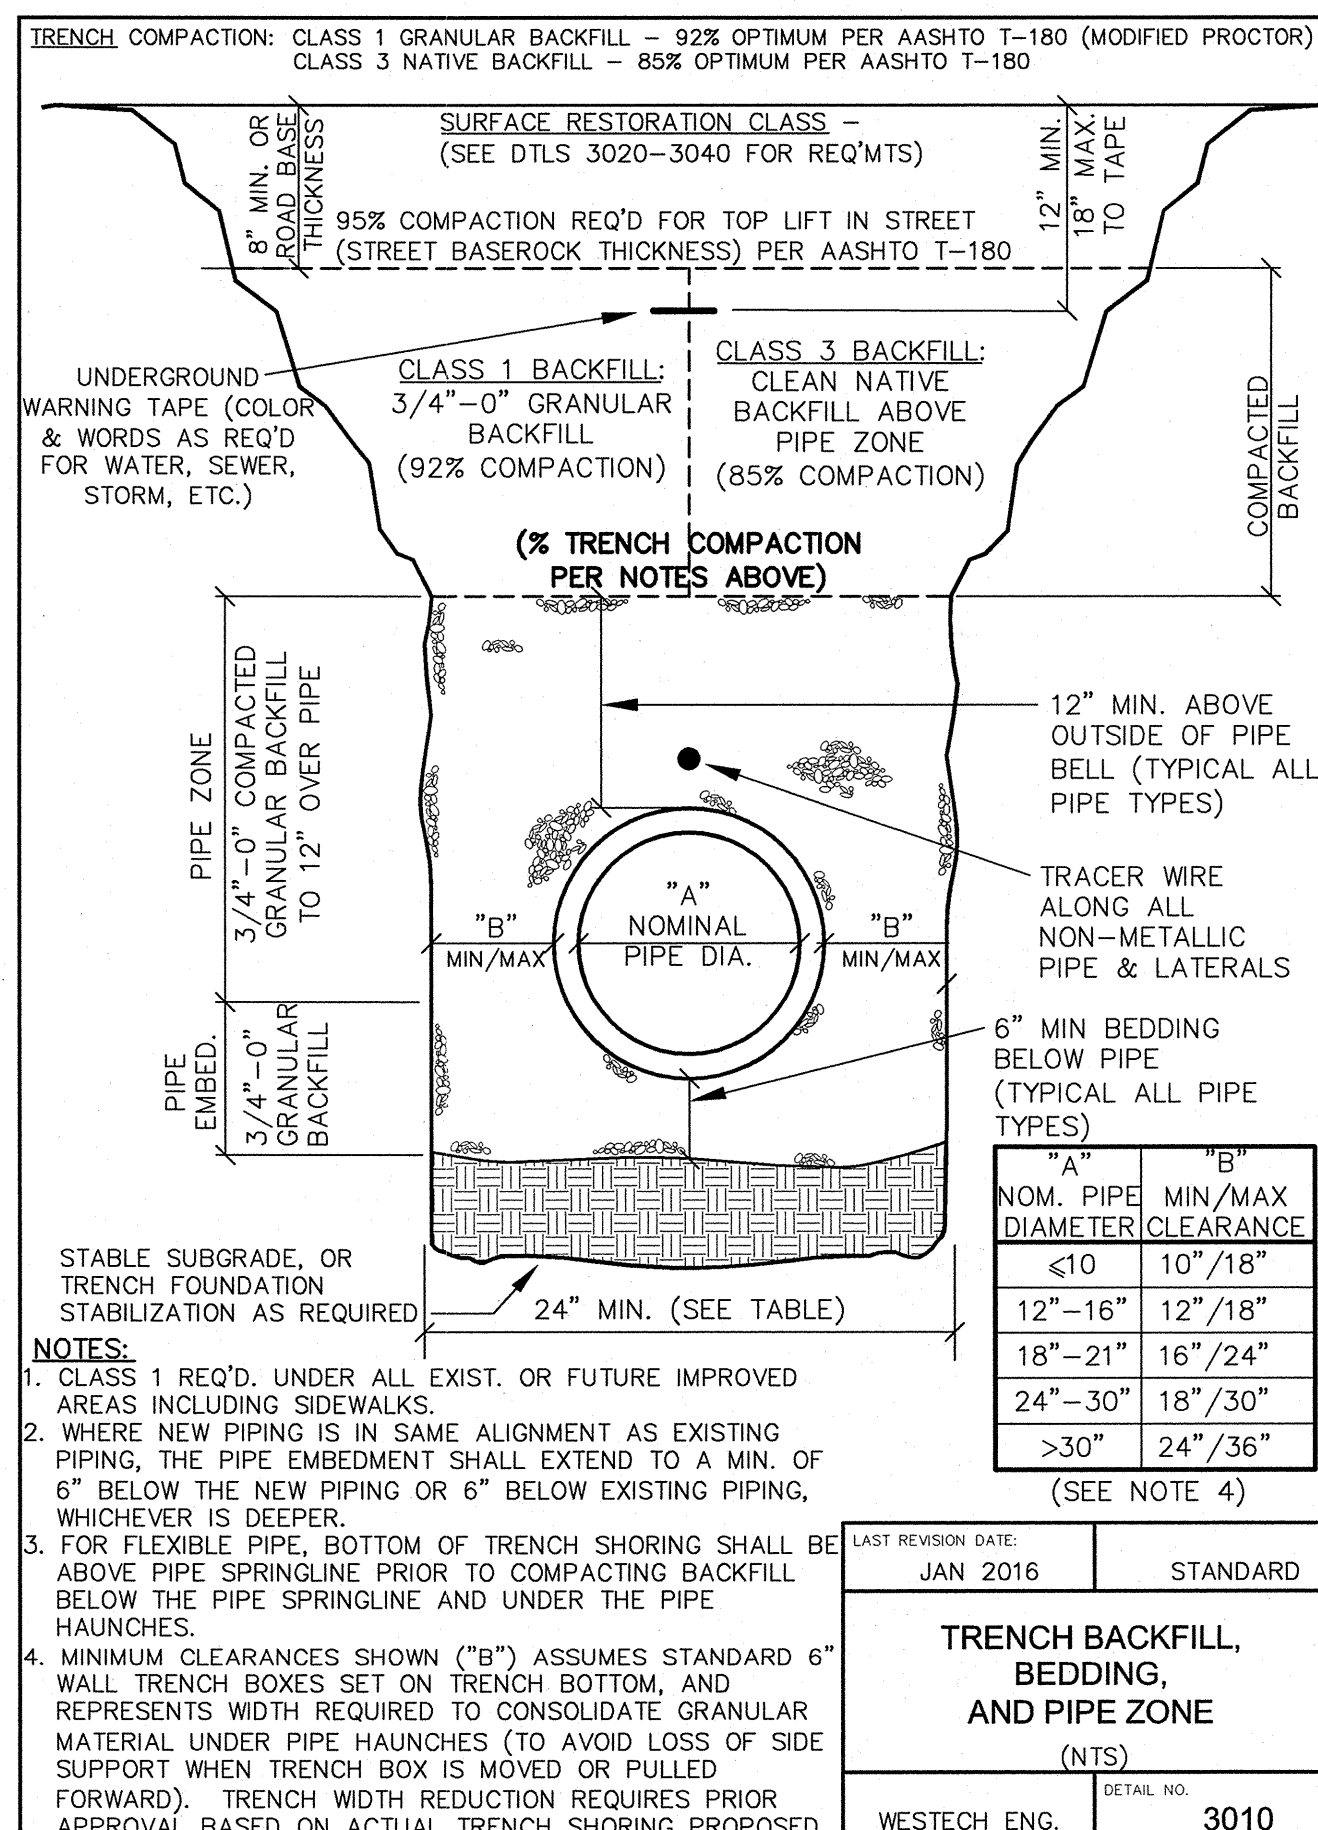 TRENCH COMPACTION: CLASS 1 GRANULAR BACKFILL – 92% OPTIMUM PER AASHTO T–180 (MODIFIED PROCTOR)
CLASS 3 NATIVE BACKFILL – 85% OPTIMUM PER AASHTO T–180
8" MIN. OR
ROAD BASE
THICKNESS
SURFACE RESTORATION CLASS –
(SEE DTLS 3020–3040 FOR REQ'MTS)
12" MIN.
18" MAX.
TO TAPE
95% COMPACTION REQ'D FOR TOP LIFT IN STREET
(STREET BASEROCK THICKNESS) PER AASHTO T–180
UNDERGROUND
WARNING TAPE (COLOR
& WORDS AS REQ'D
FOR WATER, SEWER,
STORM, ETC.)
CLASS 1 BACKFILL:
3/4"–0" GRANULAR
BACKFILL
(92% COMPACTION)
CLASS 3 BACKFILL:
CLEAN NATIVE
BACKFILL ABOVE
PIPE ZONE
(85% COMPACTION)
COMPACTED
BACKFILL
(% TRENCH COMPACTION
PER NOTES ABOVE)
PIPE ZONE
3/4"–0" COMPACTED
GRANULAR BACKFILL
TO 12" OVER PIPE
12" MIN. ABOVE
OUTSIDE OF PIPE
BELL (TYPICAL ALL
PIPE TYPES)
TRACER WIRE
ALONG ALL
NON–METALLIC
PIPE & LATERALS
"B"
MIN/MAX
"A"
NOMINAL
PIPE DIA.
"B"
MIN/MAX
PIPE
EMBED.
3/4"–0"
GRANULAR
BACKFILL
6" MIN BEDDING
BELOW PIPE
(TYPICAL ALL PIPE
TYPES)
"A" "B"
NOM. PIPE MIN/MAX
DIAMETER CLEARANCE
⩽10 10"/18"
12"–16" 12"/18"
18"–21" 16"/24"
24"–30" 18"/30"
>30" 24"/36"
(SEE NOTE 4)
STABLE SUBGRADE, OR
TRENCH FOUNDATION
STABILIZATION AS REQUIRED
24" MIN. (SEE TABLE)
NOTES:
1. CLASS 1 REQ'D. UNDER ALL EXIST. OR FUTURE IMPROVED
AREAS INCLUDING SIDEWALKS.
2. WHERE NEW PIPING IS IN SAME ALIGNMENT AS EXISTING
PIPING, THE PIPE EMBEDMENT SHALL EXTEND TO A MIN. OF
6" BELOW THE NEW PIPING OR 6" BELOW EXISTING PIPING,
WHICHEVER IS DEEPER.
3. FOR FLEXIBLE PIPE, BOTTOM OF TRENCH SHORING SHALL BE
ABOVE PIPE SPRINGLINE PRIOR TO COMPACTING BACKFILL
BELOW THE PIPE SPRINGLINE AND UNDER THE PIPE
HAUNCHES.
4. MINIMUM CLEARANCES SHOWN ("B") ASSUMES STANDARD 6"
WALL TRENCH BOXES SET ON TRENCH BOTTOM, AND
REPRESENTS WIDTH REQUIRED TO CONSOLIDATE GRANULAR
MATERIAL UNDER PIPE HAUNCHES (TO AVOID LOSS OF SIDE
SUPPORT WHEN TRENCH BOX IS MOVED OR PULLED
FORWARD). TRENCH WIDTH REDUCTION REQUIRES PRIOR
APPROVAL BASED ON ACTUAL TRENCH SHORING PROPOSED
LAST REVISION DATE:
JAN 2016
STANDARD
TRENCH BACKFILL,
BEDDING,
AND PIPE ZONE
(NTS)
WESTECH ENG.
DETAIL NO.
3010